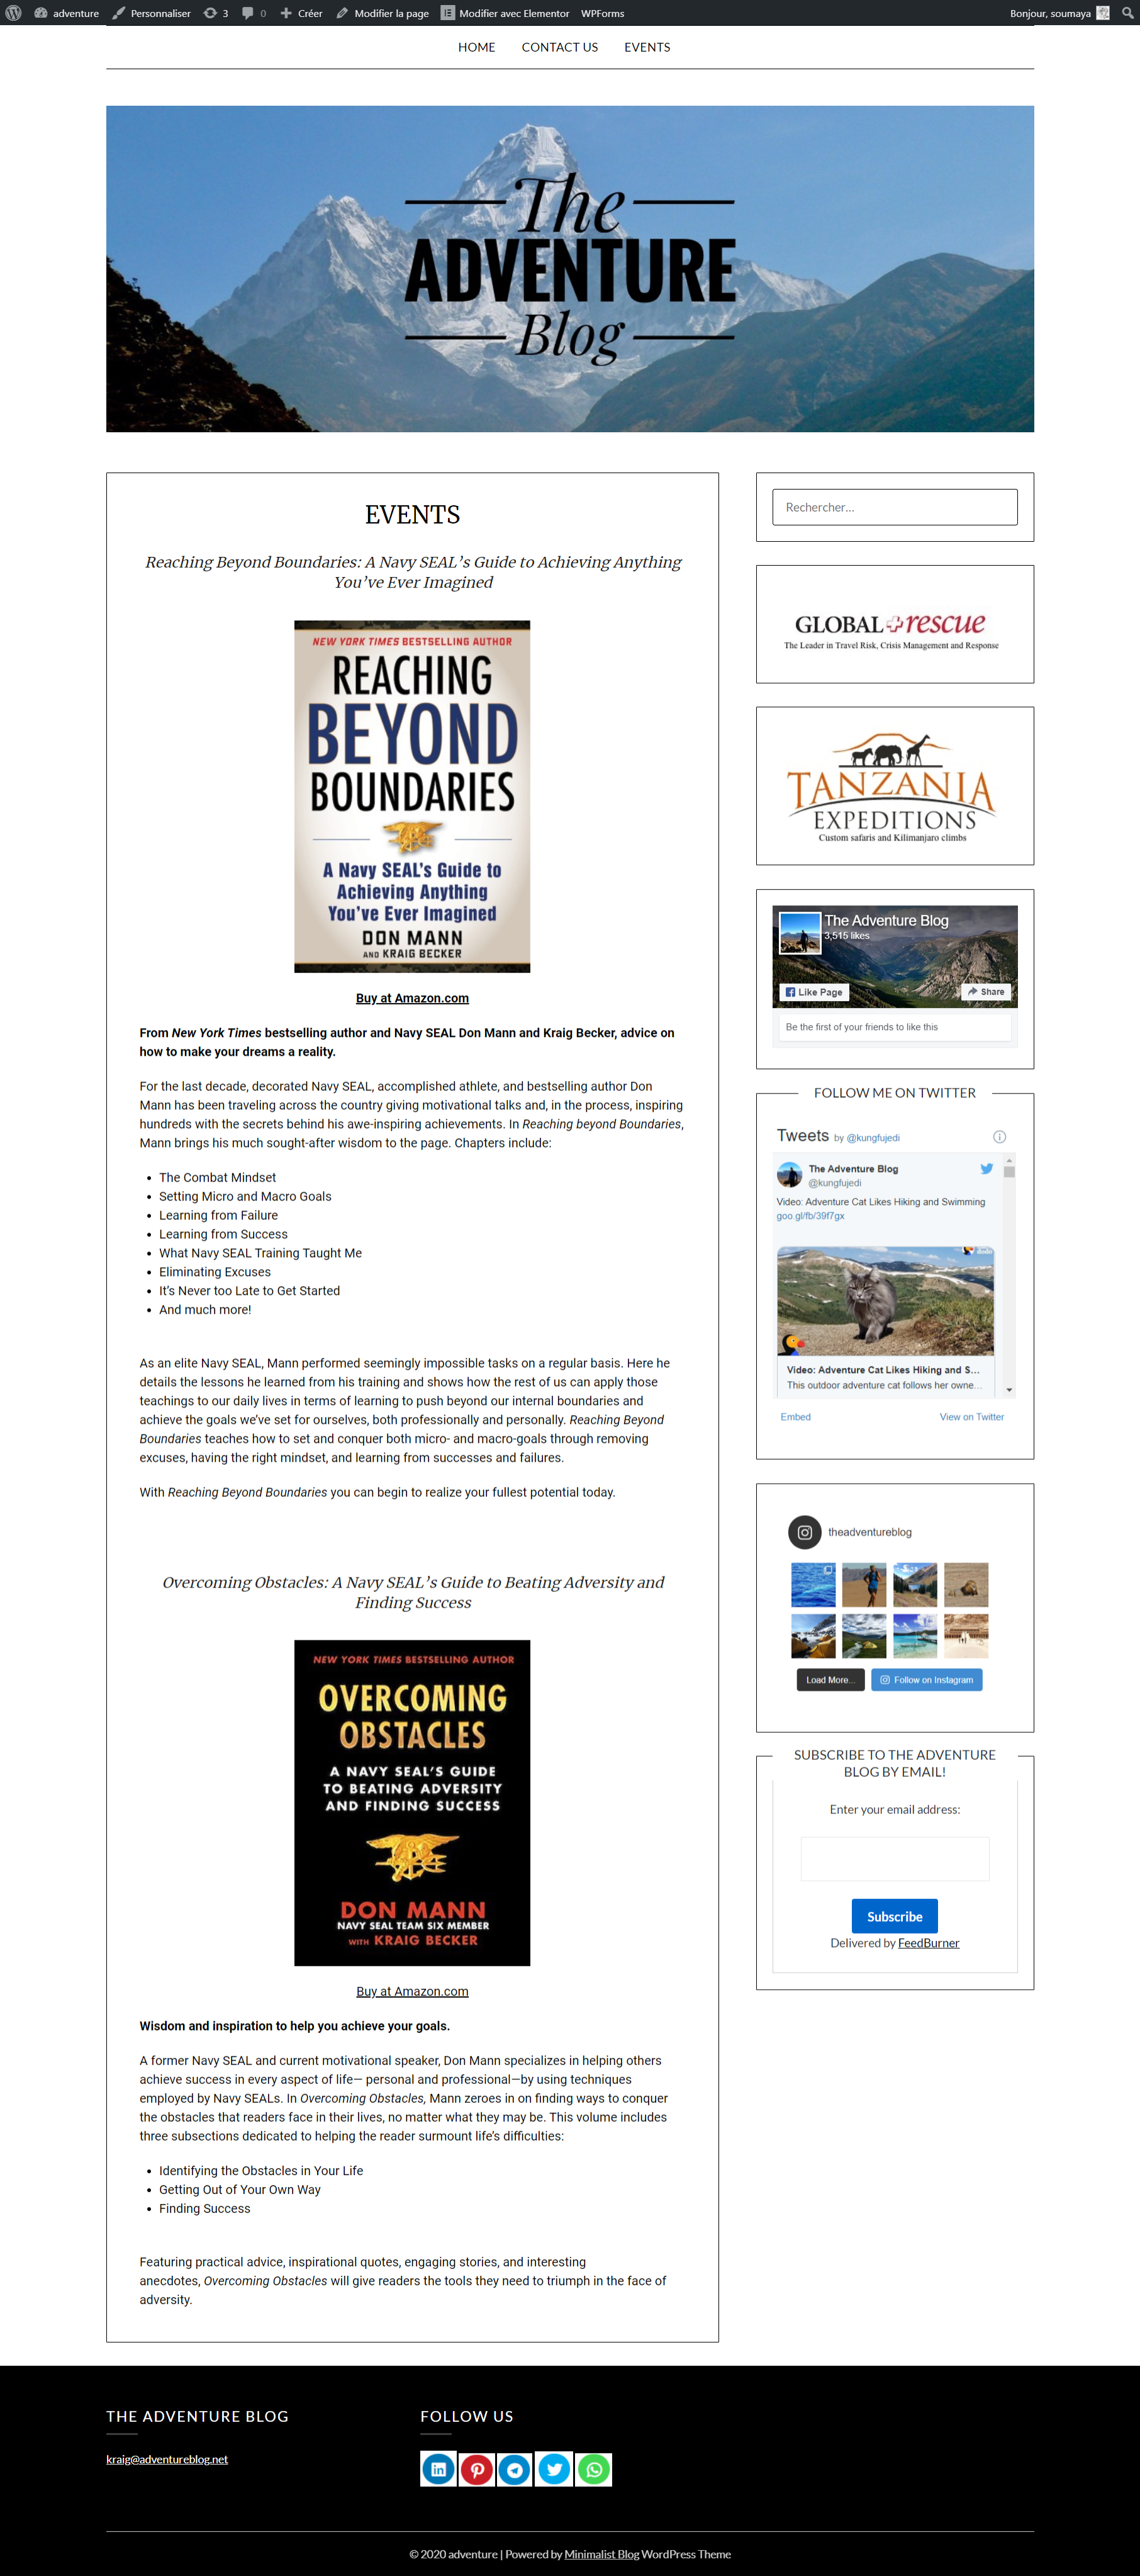 adventure Personnaliser 3 0 Créer Modifier la page Modifier avec Elementor WPForms Bonjour, soumaya
HOME CONTACT US EVENTS
The
ADVENTURE
Blog
EVENTS
Reaching Beyond Boundaries: A Navy SEAL’s Guide to Achieving Anything
You’ve Ever Imagined
NEW YORK TIMES BESTSELLING AUTHOR
REACHING
BEYOND
BOUNDARIES
A Navy SEAL’s Guide to
Achieving Anything
You’ve Ever Imagined
DON MANN
AND KRAIG BECKER
Buy at Amazon.com
From New York Times bestselling author and Navy SEAL Don Mann and Kraig Becker, advice on
how to make your dreams a reality.
For the last decade, decorated Navy SEAL, accomplished athlete, and bestselling author Don
Mann has been traveling across the country giving motivational talks and, in the process, inspiring
hundreds with the secrets behind his awe-inspiring achievements. In Reaching beyond Boundaries,
Mann brings his much sought-after wisdom to the page. Chapters include:
• The Combat Mindset
• Setting Micro and Macro Goals
• Learning from Failure
• Learning from Success
• What Navy SEAL Training Taught Me
• Eliminating Excuses
• It’s Never too Late to Get Started
• And much more!
As an elite Navy SEAL, Mann performed seemingly impossible tasks on a regular basis. Here he
details the lessons he learned from his training and shows how the rest of us can apply those
teachings to our daily lives in terms of learning to push beyond our internal boundaries and
achieve the goals we’ve set for ourselves, both professionally and personally. Reaching Beyond
Boundaries teaches how to set and conquer both micro- and macro-goals through removing
excuses, having the right mindset, and learning from successes and failures.
With Reaching Beyond Boundaries you can begin to realize your fullest potential today.
Overcoming Obstacles: A Navy SEAL’s Guide to Beating Adversity and
Finding Success
NEW YORK TIMES BESTSELLING AUTHOR
OVERCOMING
OBSTACLES
A NAVY SEAL’S GUIDE
TO BEATING ADVERSITY
AND FINDING SUCCESS
DON MANN
NAVY SEAL TEAM SIX MEMBER
WITH KRAIG BECKER
Buy at Amazon.com
Wisdom and inspiration to help you achieve your goals.
A former Navy SEAL and current motivational speaker, Don Mann specializes in helping others
achieve success in every aspect of life— personal and professional—by using techniques
employed by Navy SEALs. In Overcoming Obstacles, Mann zeroes in on finding ways to conquer
the obstacles that readers face in their lives, no matter what they may be. This volume includes
three subsections dedicated to helping the reader surmount life’s difficulties:
• Identifying the Obstacles in Your Life
• Getting Out of Your Own Way
• Finding Success
Featuring practical advice, inspirational quotes, engaging stories, and interesting
anecdotes, Overcoming Obstacles will give readers the tools they need to triumph in the face of
adversity.
Rechercher…
GLOBAL rescue
The Leader in Travel Risk, Crisis Management and Response
TANZANIA
EXPEDITIONS
Custom safaris and Kilimanjaro climbs
The Adventure Blog
3,515 likes
Like Page Share
Be the first of your friends to like this
FOLLOW ME ON TWITTER
Tweets by @kungfujedi
The Adventure Blog
@kungfujedi
Video: Adventure Cat Likes Hiking and Swimming
goo.gl/fb/39f7gx
Video: Adventure Cat Likes Hiking and S...
This outdoor adventure cat follows her owne...
Embed View on Twitter
theadventureblog
Load More... Follow on Instagram
SUBSCRIBE TO THE ADVENTURE
BLOG BY EMAIL!
Enter your email address:
Subscribe
Delivered by FeedBurner
THE ADVENTURE BLOG
kraig@adventureblog.net
FOLLOW US
© 2020 adventure | Powered by Minimalist Blog WordPress Theme